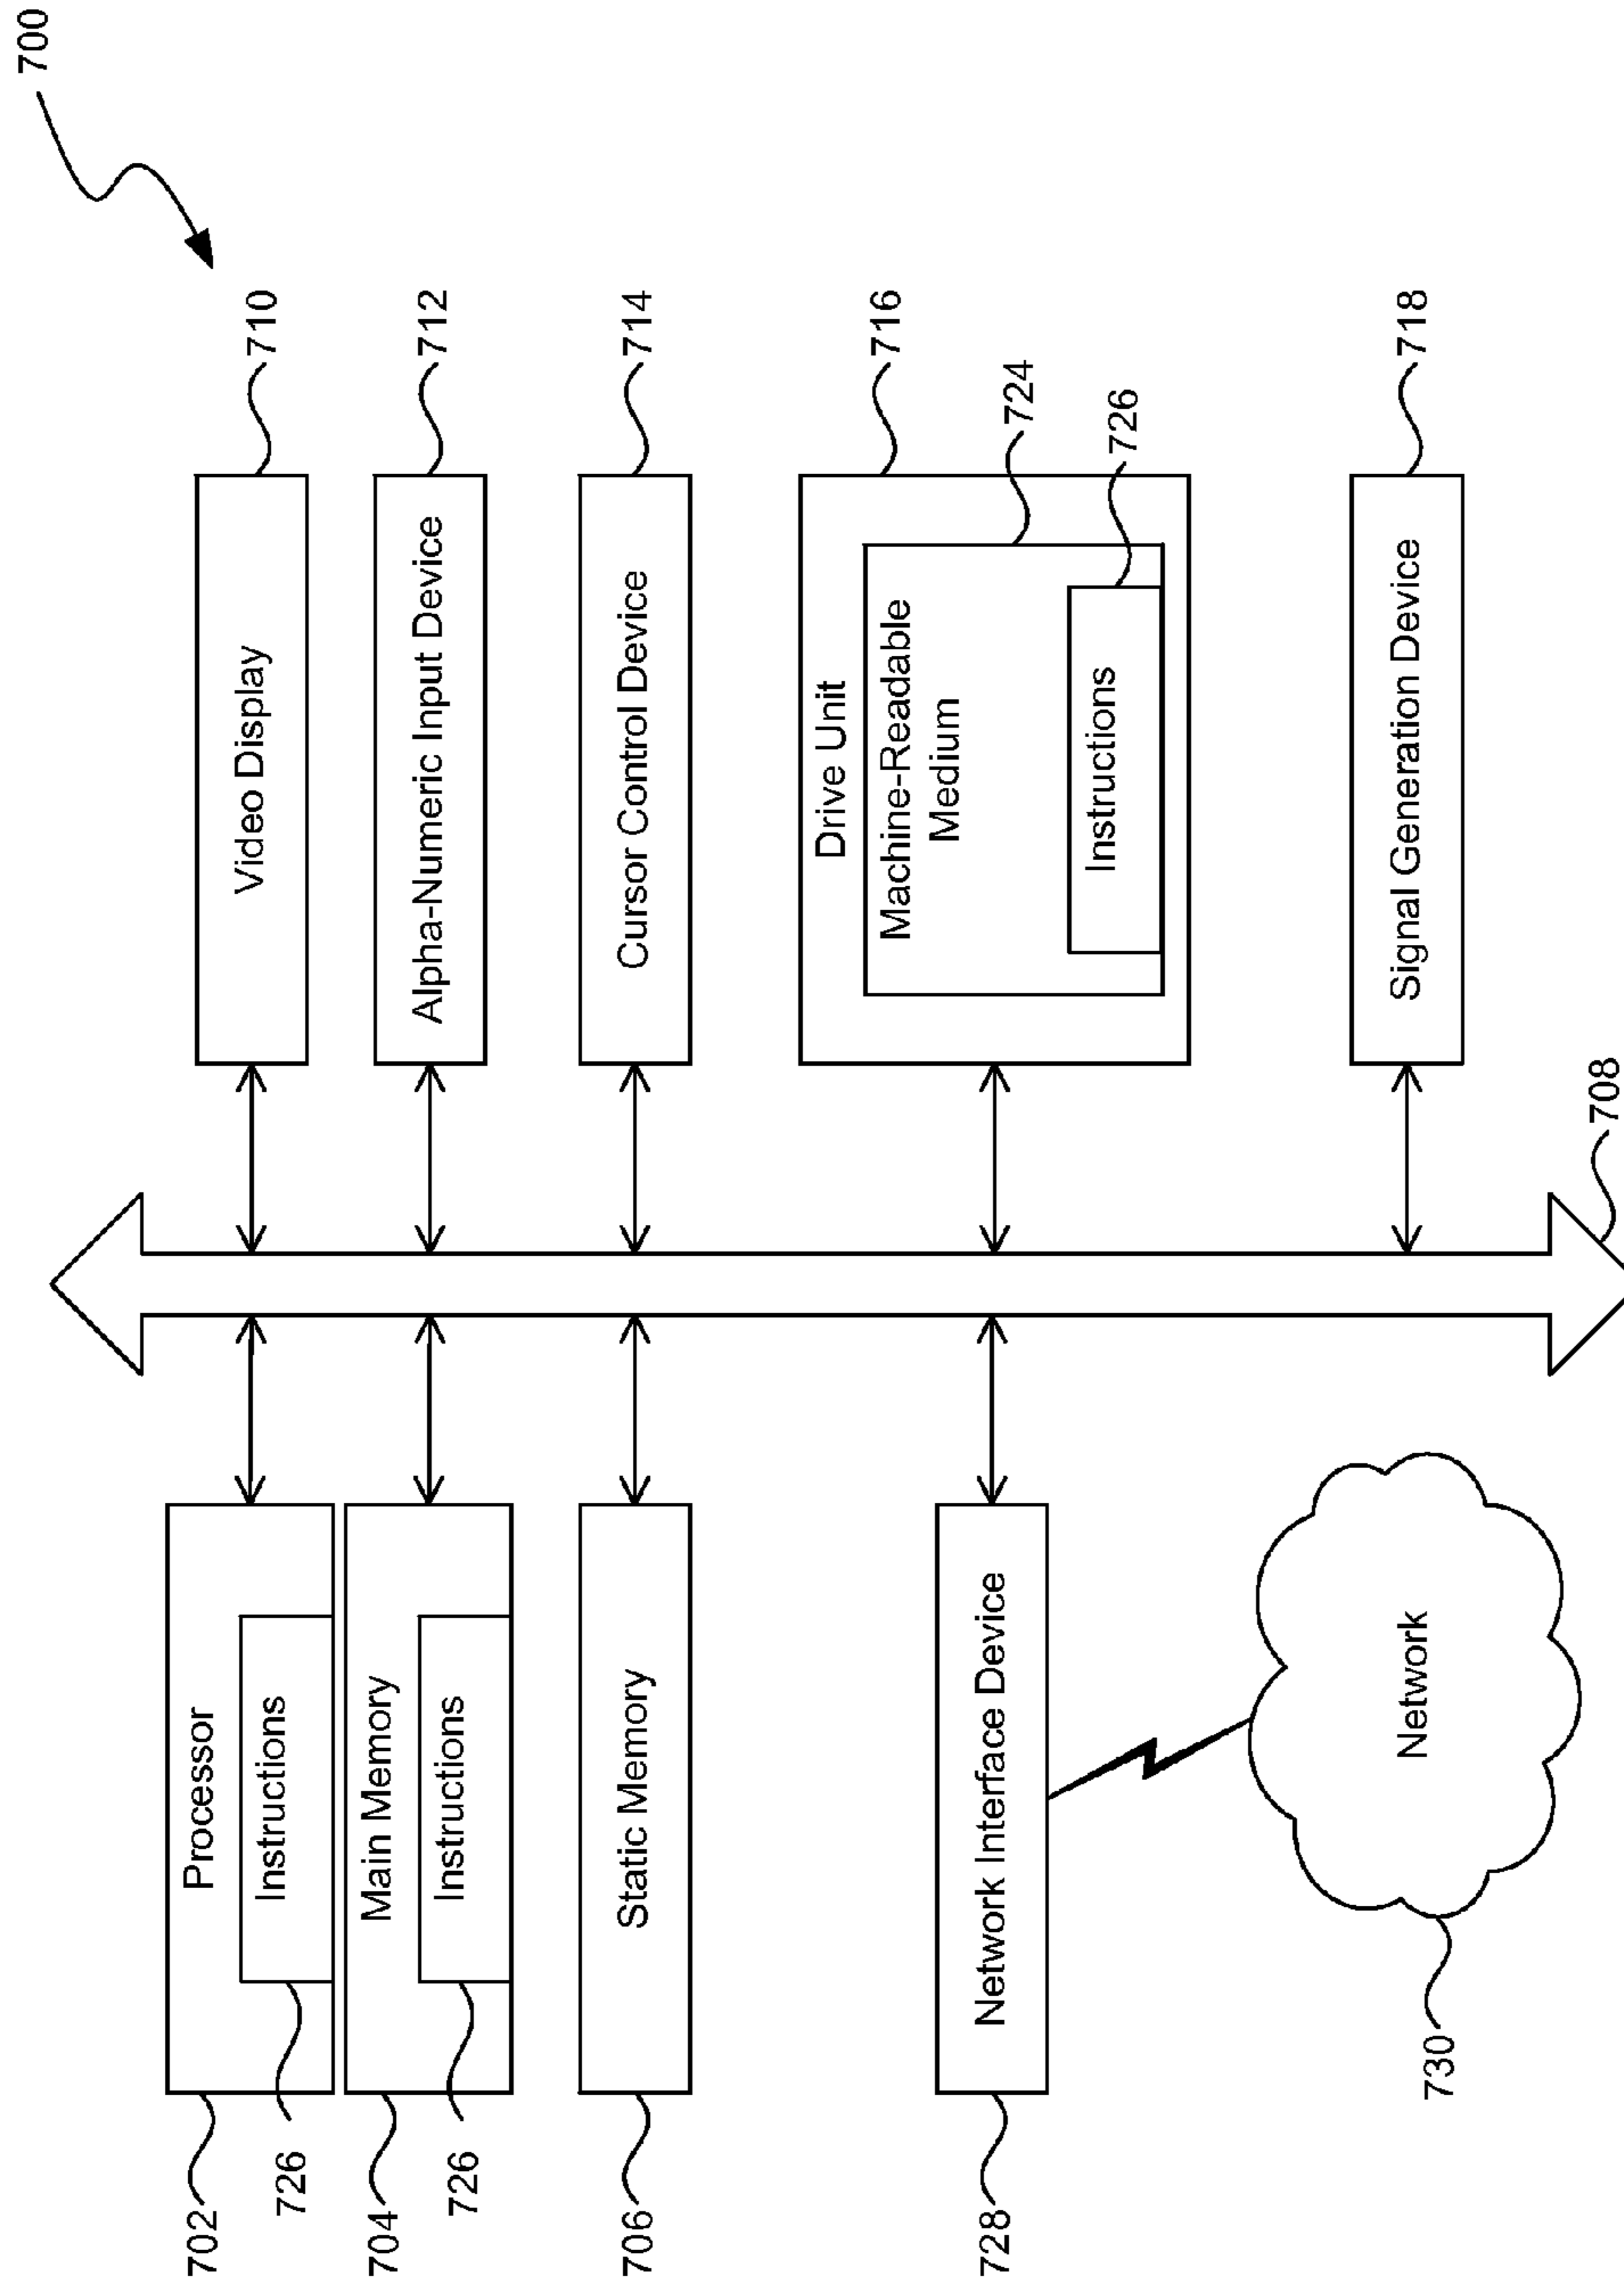 700
Processor
702
Instructions
726
Main Memory
704
Instructions
726
Static Memory
706
Network Interface Device
728
Network
730
708
Video Display
710
Alpha-Numeric Input Device
712
Cursor Control Device
714
Drive Unit
716
Machine-Readable
Medium
724
Instructions
726
Signal Generation Device
718